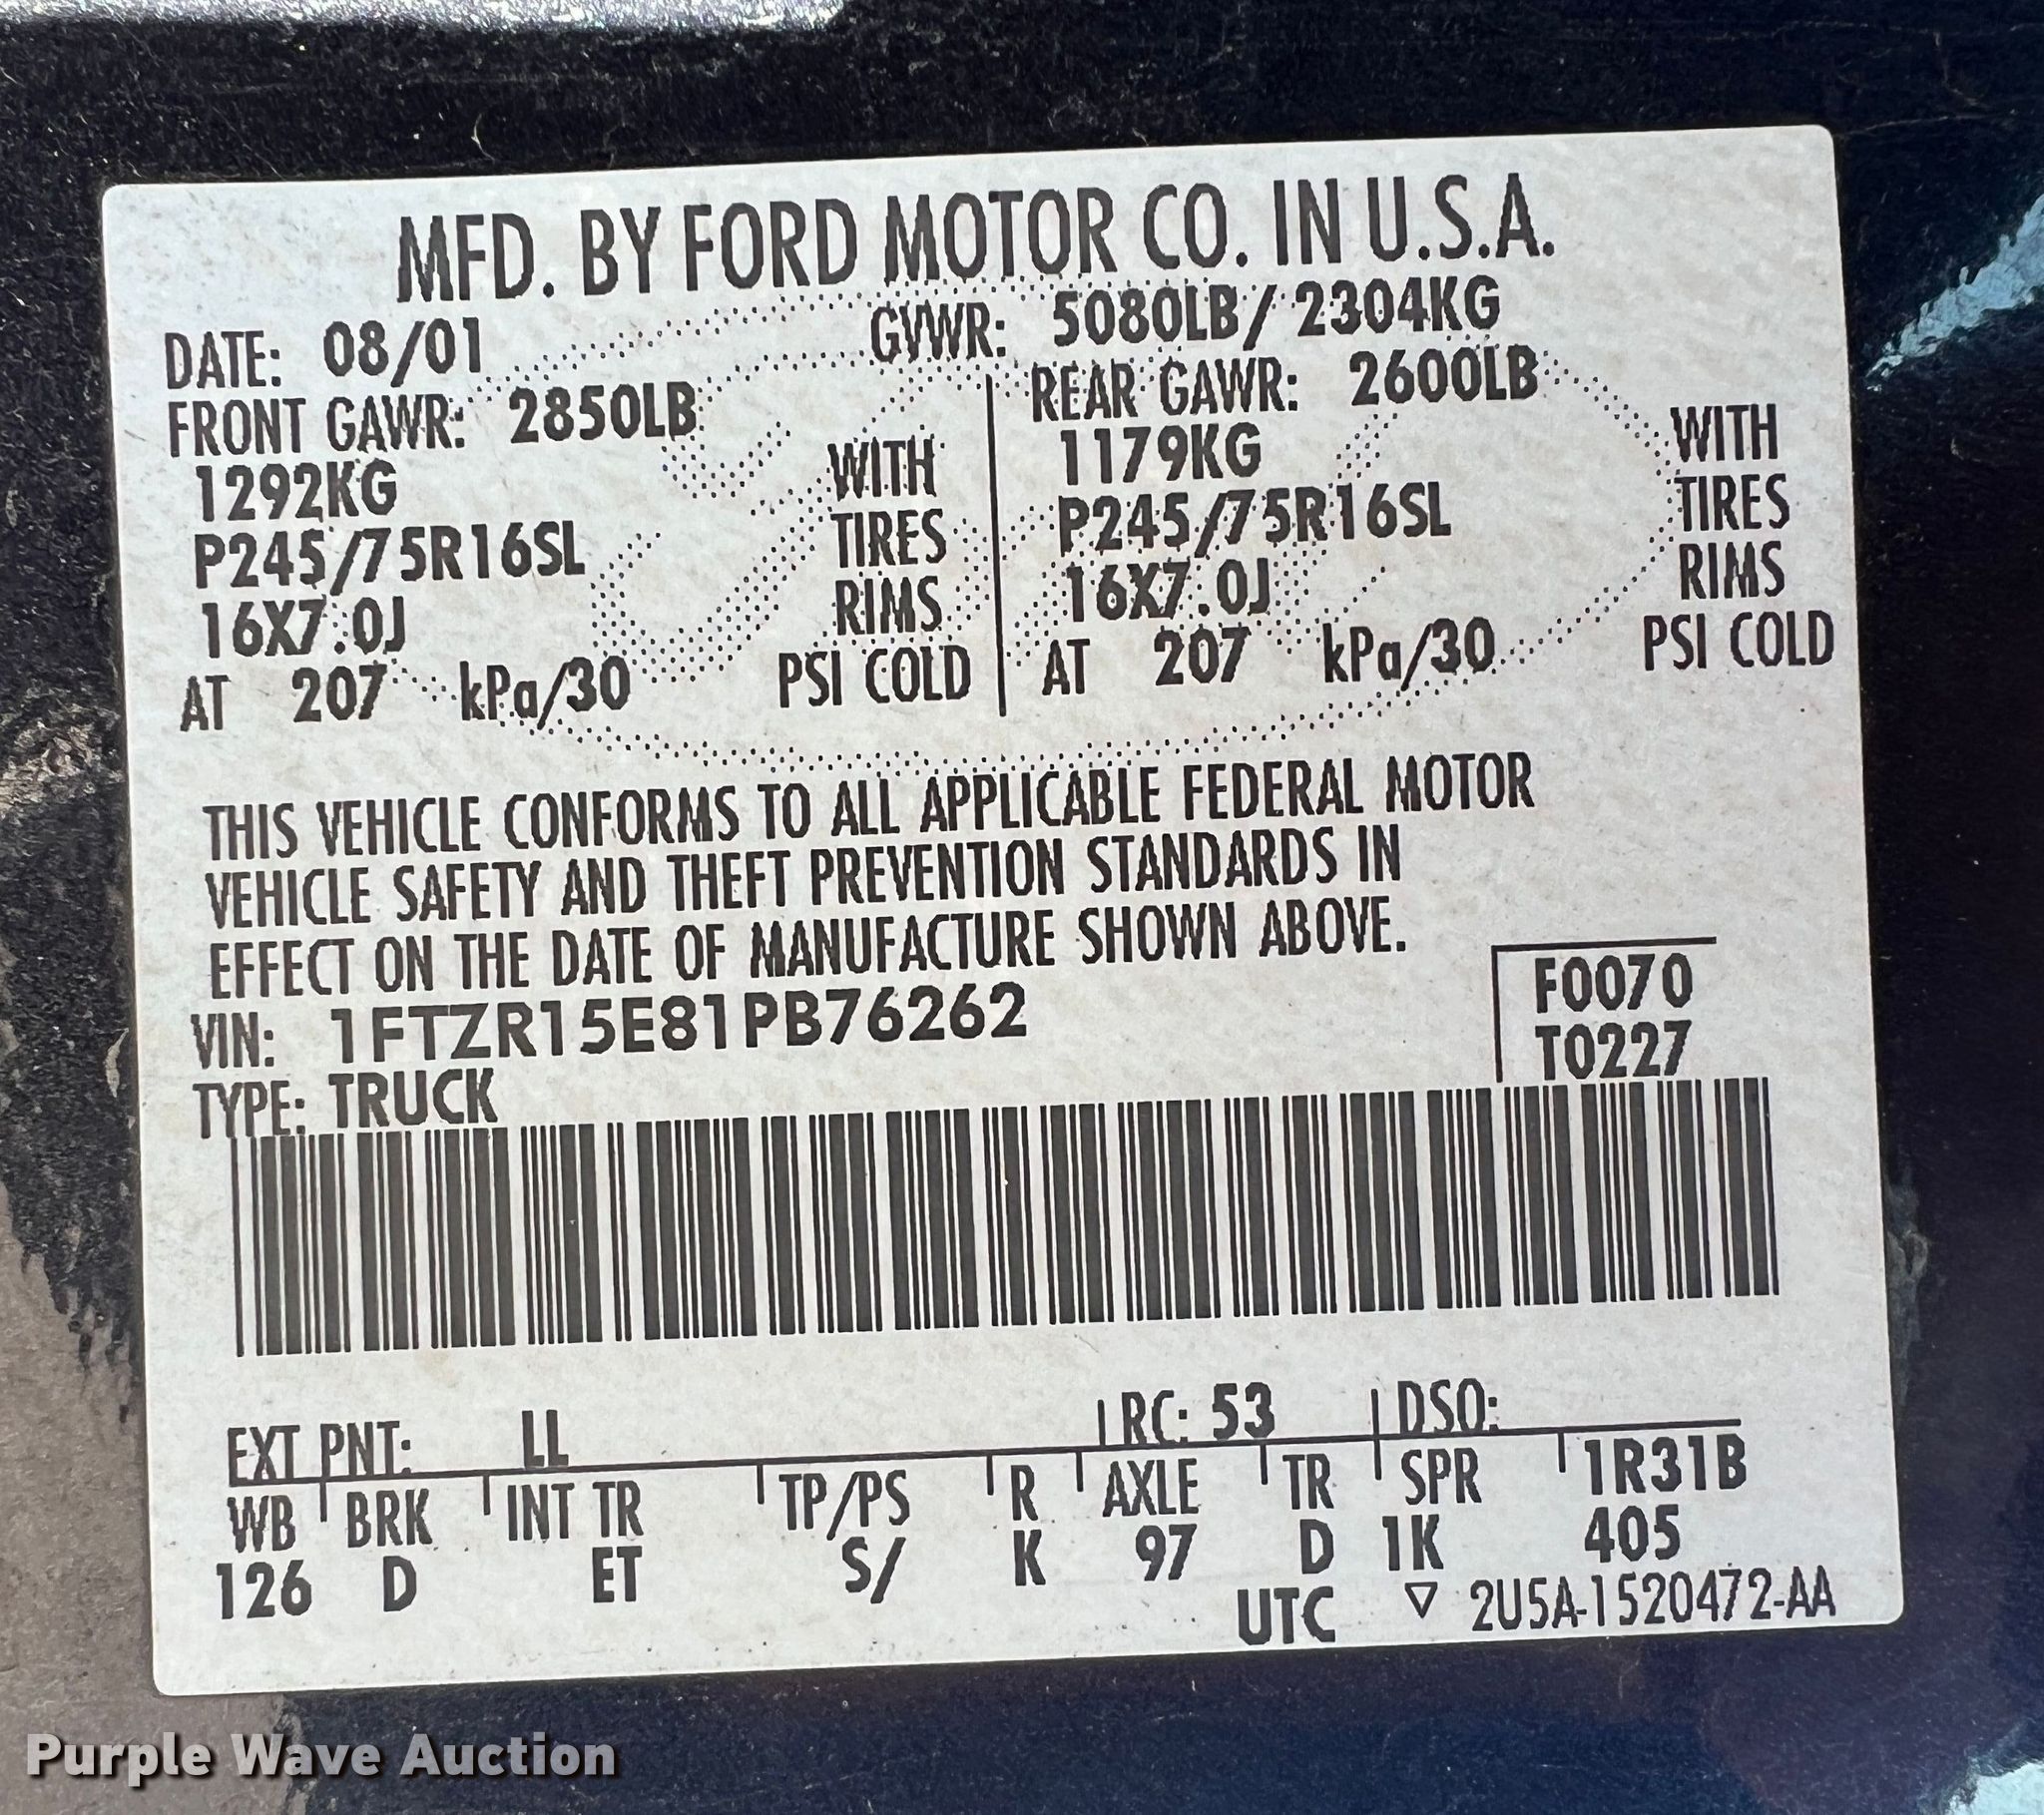 MFD. BY FORD MOTOR CO. IN U.S.A.
DATE: 08/01 GVWR: 5080LB/ 2304KG
FRONT GAWR: 2850LB REAR GAWR: 2600LB
1292KG WITH 1179KG WITH
P245/75R16SL TIRES P245/75R16SL TIRES
16X7.0J RIMS 16X7.0J RIMS
AT 207 kPa/30 PSI COLD AT 207 kPa/30 PSI COLD
THIS VEHICLE CONFORMS TO ALL APPLICABLE FEDERAL MOTOR
VEHICLE SAFETY AND THEFT PREVENTION STANDARDS IN
EFFECT ON THE DATE OF MANUFACTURE SHOWN ABOVE.
VIN: 1FTZR15E81PB76262 F0070
TYPE: TRUCK T0227
EXT PNT: LL RC: 53 DSO:
WB BRK INT TR TP/PS R AXLE TR SPR 1R31B
126 D ET S/ K 97 D 1K 405
UTC ▽ 2U5A-1520472-AA
Purple Wave Auction